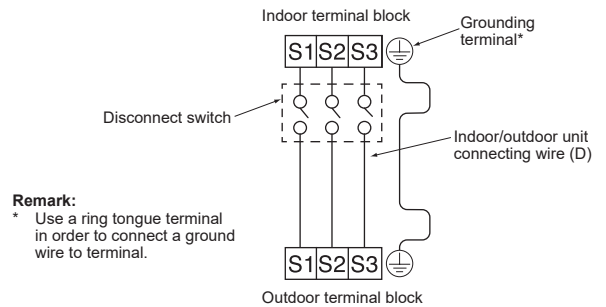 Indoor terminal block
Grounding
terminal*
S1 S2 S3
Disconnect switch
Indoor/outdoor unit
connecting wire (D)
Remark:
* Use a ring tongue terminal
in order to connect a ground
wire to terminal.
S1 S2 S3
Outdoor terminal block